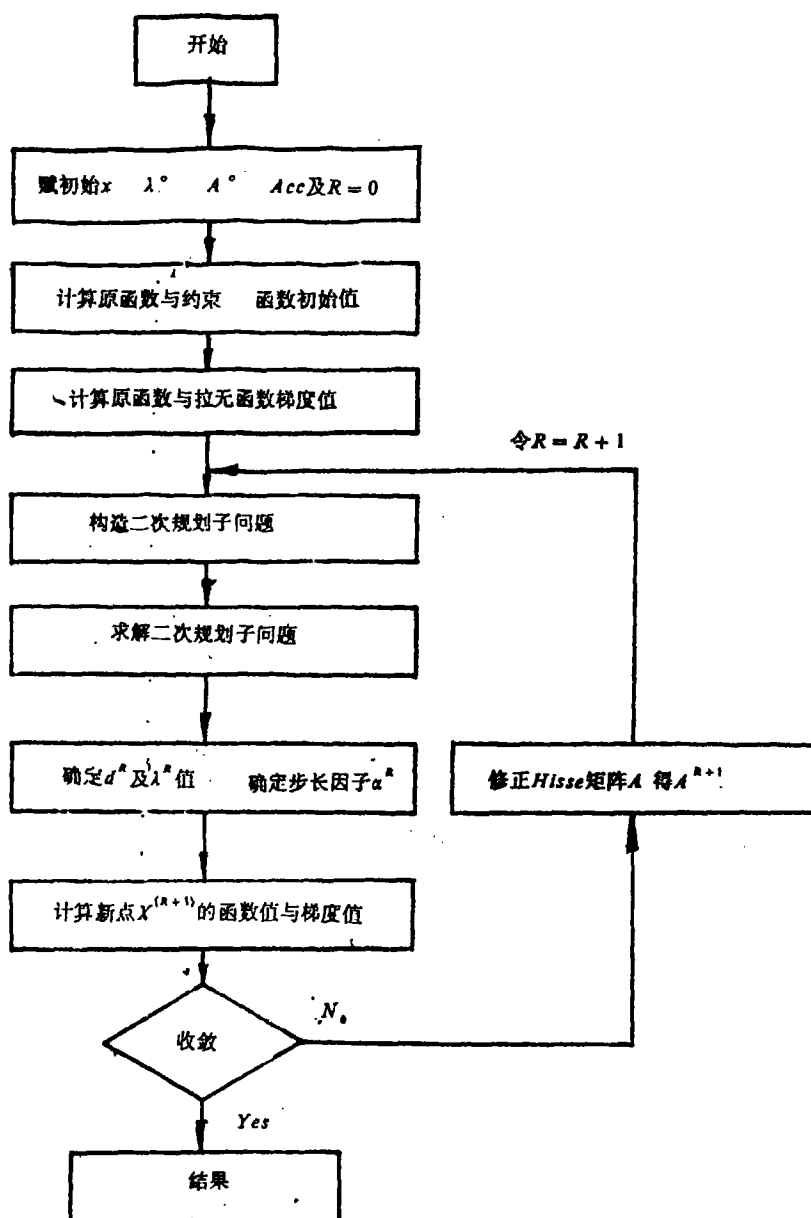 开始
赋初始x λ° A° Acc及R = 0
计算原函数与约束 函数初始值
计算原函数与拉无函数梯度值
令R = R + 1
构造二次规划子问题
求解二次规划子问题
确定d^R及λ^R值 确定步长因子α^R
修正Hisse矩阵A 得A^{R+1}
计算新点X^{(R+1)}的函数值与梯度值
收敛
No
Yes
结果